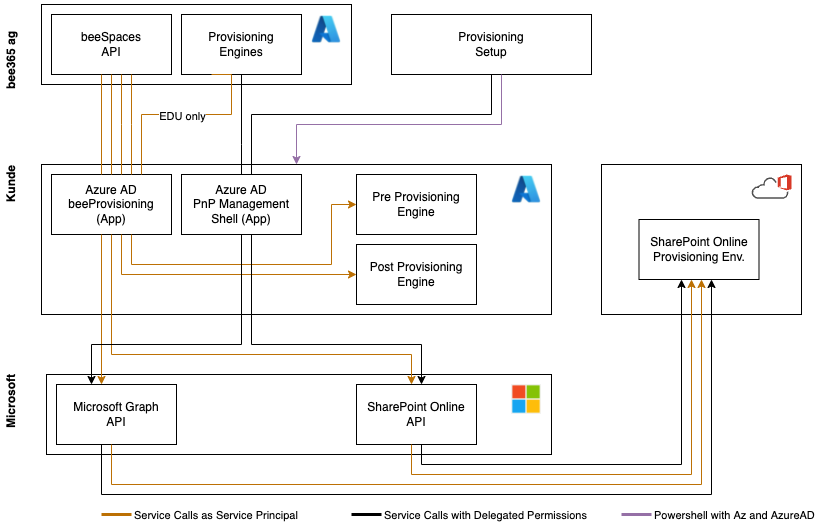 bee365 ag
beeSpaces
API
Provisioning
Engines
Provisioning
Setup
EDU only
Kunde
Azure AD
beeProvisioning
(App)
Azure AD
PnP Management
Shell (App)
Pre Provisioning
Engine
Post Provisioning
Engine
SharePoint Online
Provisioning Env.
Microsoft
Microsoft Graph
API
SharePoint Online
API
Service Calls as Service Principal
Service Calls with Delegated Permissions
Powershell with Az and AzureAD